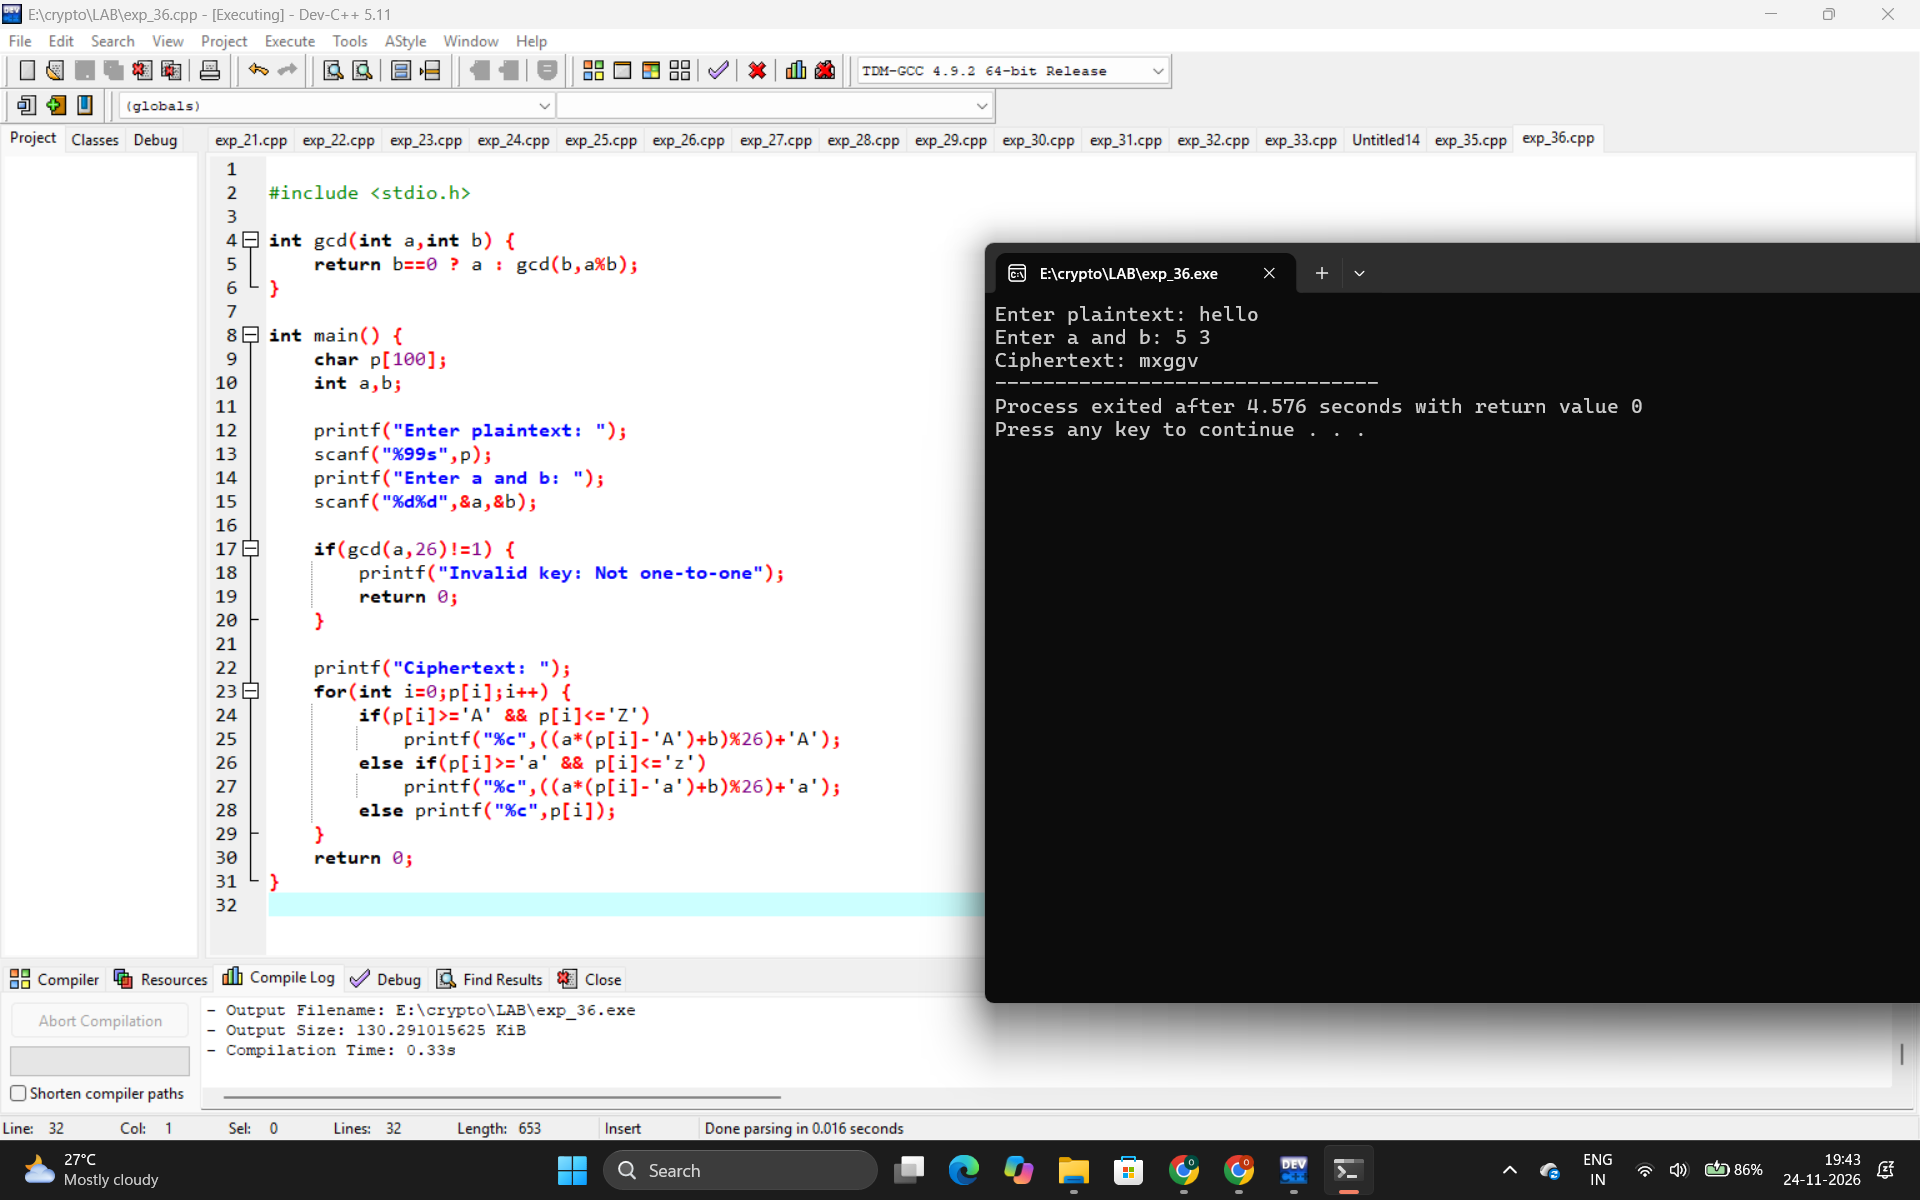 E:\crypto\LAB\exp_36.cpp - [Executing] - Dev-C++ 5.11
File Edit Search View Project Execute Tools AStyle Window Help
TDM-GCC 4.9.2 64-bit Release
(globals)
Project Classes Debug
exp_21.cpp exp_22.cpp exp_23.cpp exp_24.cpp exp_25.cpp exp_26.cpp exp_27.cpp exp_28.cpp exp_29.cpp exp_30.cpp exp_31.cpp exp_32.cpp exp_33.cpp Untitled14 exp_35.cpp exp_36.cpp
1
2 #include <stdio.h>
3
4 int gcd(int a,int b) {
5     return b==0 ? a : gcd(b,a%b);
6 }
7
8 int main() {
9     char p[100];
10     int a,b;
11
12     printf("Enter plaintext: ");
13     scanf("%99s",p);
14     printf("Enter a and b: ");
15     scanf("%d%d",&a,&b);
16
17     if(gcd(a,26)!=1) {
18         printf("Invalid key: Not one-to-one");
19         return 0;
20     }
21
22     printf("Ciphertext: ");
23     for(int i=0;p[i];i++) {
24         if(p[i]>='A' && p[i]<='Z')
25             printf("%c",((a*(p[i]-'A')+b)%26)+'A');
26         else if(p[i]>='a' && p[i]<='z')
27             printf("%c",((a*(p[i]-'a')+b)%26)+'a');
28         else printf("%c",p[i]);
29     }
30     return 0;
31 }
32
E:\crypto\LAB\exp_36.exe
Enter plaintext: hello
Enter a and b: 5 3
Ciphertext: mxggv
--------------------------------
Process exited after 4.576 seconds with return value 0
Press any key to continue . . .
Compiler Resources Compile Log Debug Find Results Close
Abort Compilation
Shorten compiler paths
- Output Filename: E:\crypto\LAB\exp_36.exe
- Output Size: 130.291015625 KiB
- Compilation Time: 0.33s
Line: 32 Col: 1 Sel: 0 Lines: 32 Length: 653 Insert Done parsing in 0.016 seconds
27°C
Mostly cloudy
Search
DEV C++
ENG
IN
86%
19:43
24-11-2026